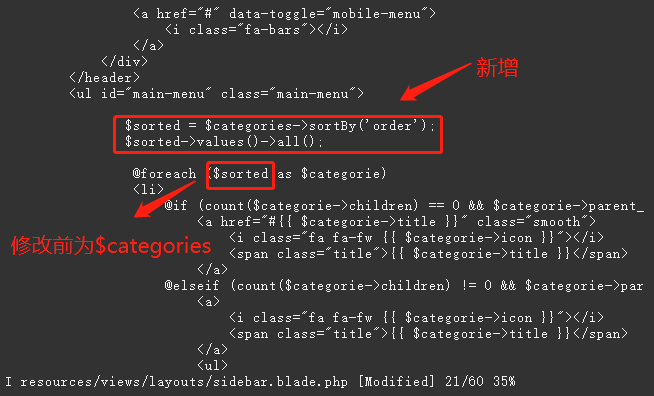 <a href="#" data-toggle="mobile-menu">
<i class="fa-bars"></i>
</a>
</div>
</header>
<ul id="main-menu" class="main-menu">
新增
$sorted = $categories->sortBy('order');
$sorted->values()->all();
@foreach ($sorted as $categorie)
<li>
@if (count($categorie->children) == 0 && $categorie->parent_
<a href="#{{ $categorie->title }}" class="smooth">
修改前为$categories
<i class="fa fa-fw {{ $categorie->icon }}"></i>
<span class="title">{{ $categorie->title }}</span>
</a>
@elseif (count($categorie->children) != 0 && $categorie->par
<a>
<i class="fa fa-fw {{ $categorie->icon }}"></i>
<span class="title">{{ $categorie->title }}</span>
</a>
<ul>
I resources/views/layouts/sidebar.blade.php [Modified] 21/60 35%